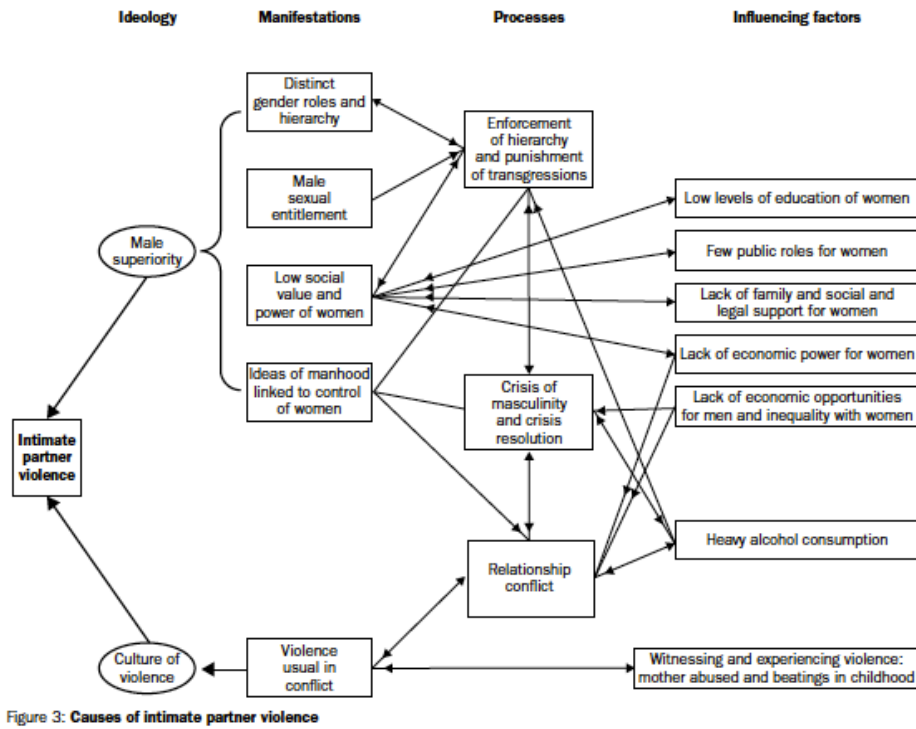 Ideology
Manifestations
Processes
Influencing factors
Distinct
gender roles and
hierarchy
Male
sexual
entitlement
Low social
value and
power of women
Ideas of manhood
linked to control
of women
Male
superiority
Intimate
partner
violence
Culture of
violence
Violence
usual in
conflict
Enforcement
of hierarchy
and punishment
of transgressions
Crisis of
masculinity
and crisis
resolution
Relationship
conflict
Low levels of education of women
Few public roles for women
Lack of family and social and
legal support for women
Lack of economic power for women
Lack of economic opportunities
for men and inequality with women
Heavy alcohol consumption
Witnessing and experiencing violence:
mother abused and beatings in childhood
Figure 3: Causes of intimate partner violence